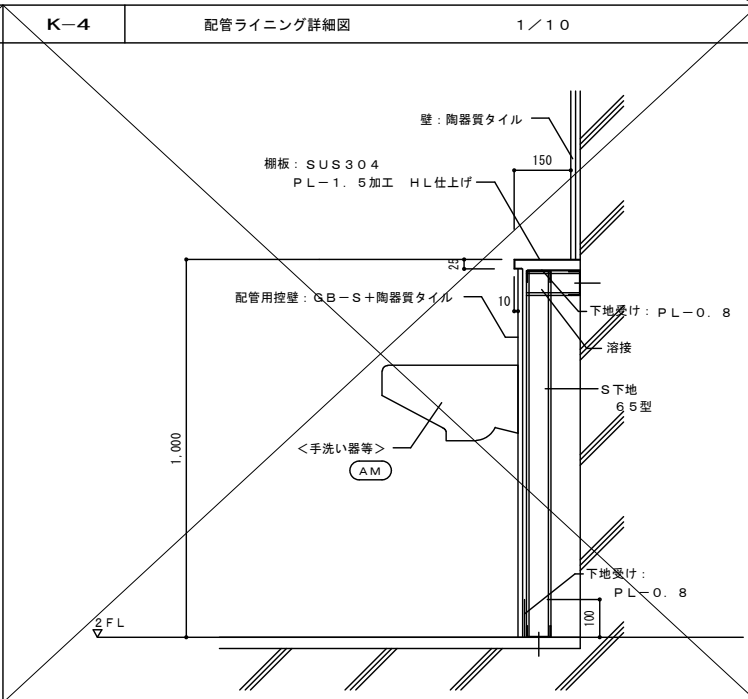 K-4 配管ライニング詳細図 1/10
壁：陶器質タイル
150
棚板：SUS304
PL-1.5加工 HL仕上げ
25
配管用控壁：GB-S+陶器質タイル
10
下地受け：PL-0.8
溶接
S下地
65型
1,000
<手洗い器等>
AM
下地受け：
PL-0.8
100
2FL